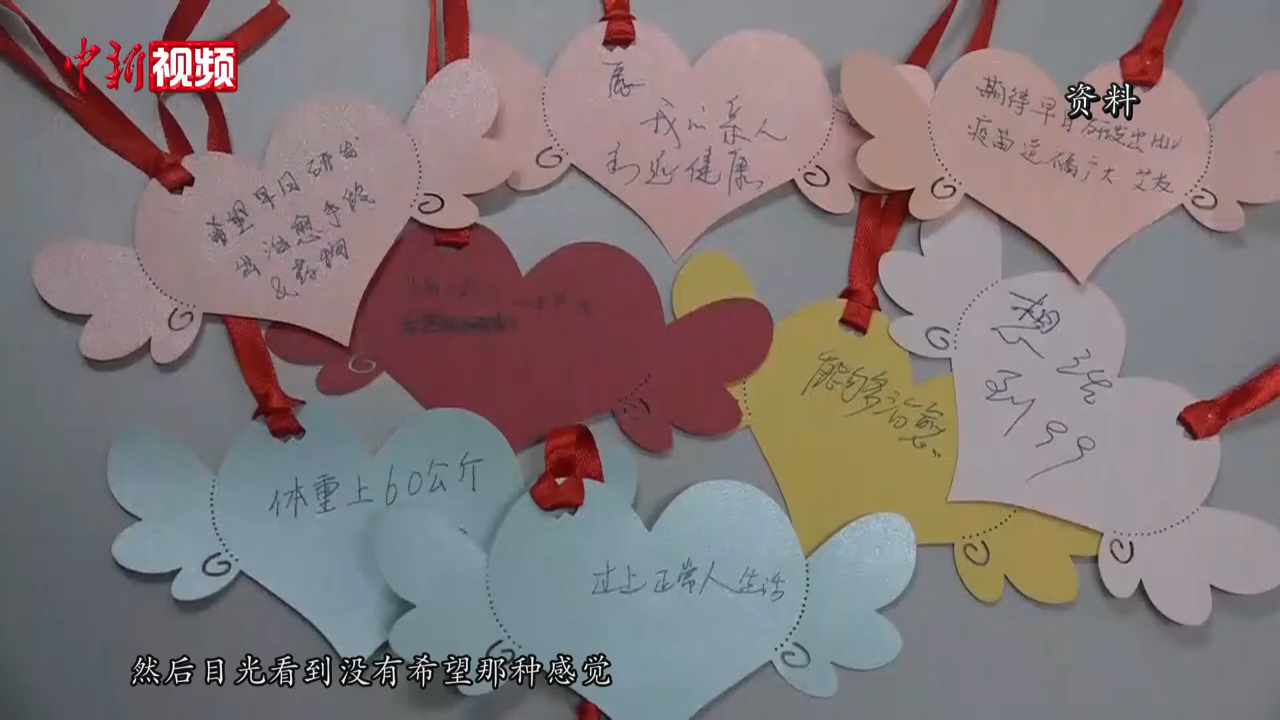 中新视频
资料
希望早日研发
出治愈手段
&药物
愿
我的亲人
永远健康
期待早日研发出HIV
疫苗造福广大艾友
能够治愈
想活
到99
体重上60公斤
过上正常人生活
然后目光看到没有希望那种感觉